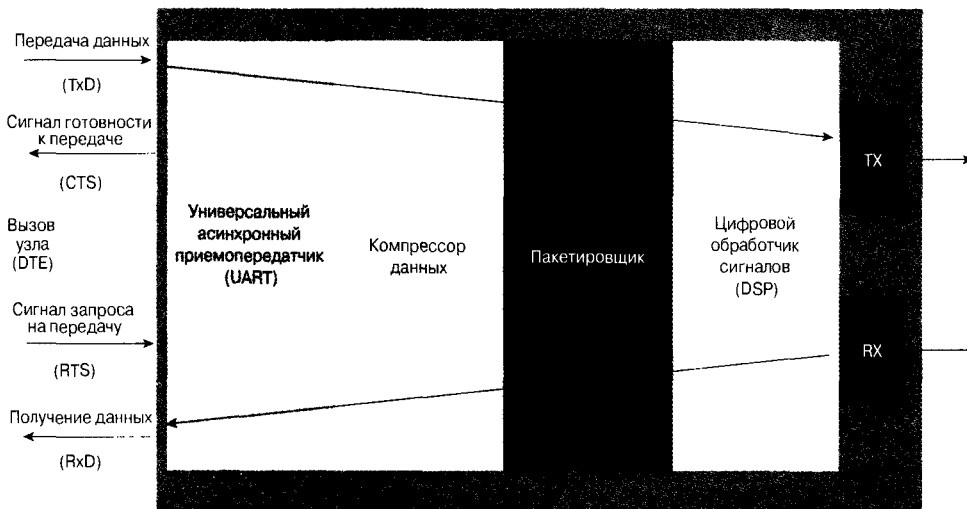 Передача данных
(TxD)
Сигнал готовности
к передаче
(CTS)
Вызов
узла
(DTE)
Сигнал запроса
на передачу
(RTS)
Получение данных
(RxD)
Универсальный
асинхронный
приемопередатчик
(UART)
Компрессор
данных
Пакетировщик
Цифровой
обработчик
сигналов
(DSP)
TX
RX